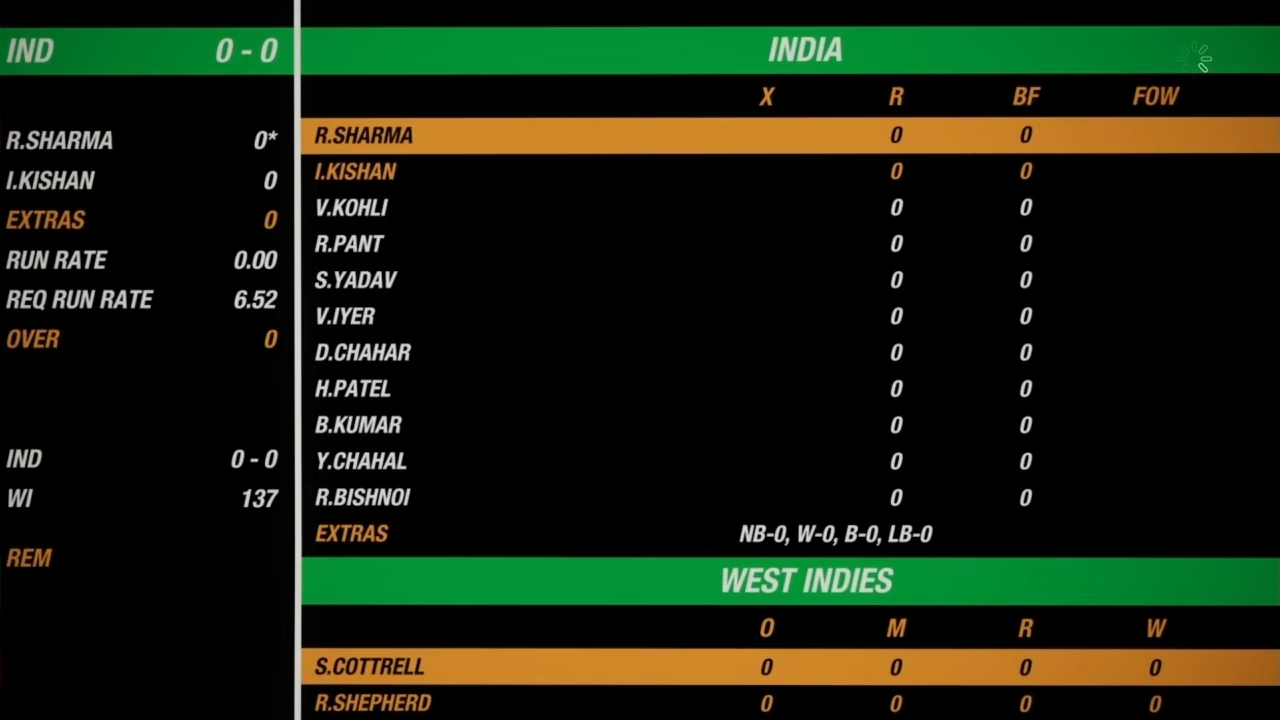 IND 0 - 0
R.SHARMA 0*
I.KISHAN 0
EXTRAS 0
RUN RATE 0.00
REQ RUN RATE 6.52
OVER 0
IND 0 - 0
WI 137
REM
INDIA
X R BF FOW
R.SHARMA 0 0
I.KISHAN 0 0
V.KOHLI 0 0
R.PANT 0 0
S.YADAV 0 0
V.IYER 0 0
D.CHAHAR 0 0
H.PATEL 0 0
B.KUMAR 0 0
Y.CHAHAL 0 0
R.BISHNOI 0 0
EXTRAS NB-0, W-0, B-0, LB-0
WEST INDIES
O M R W
S.COTTRELL 0 0 0 0
R.SHEPHERD 0 0 0 0